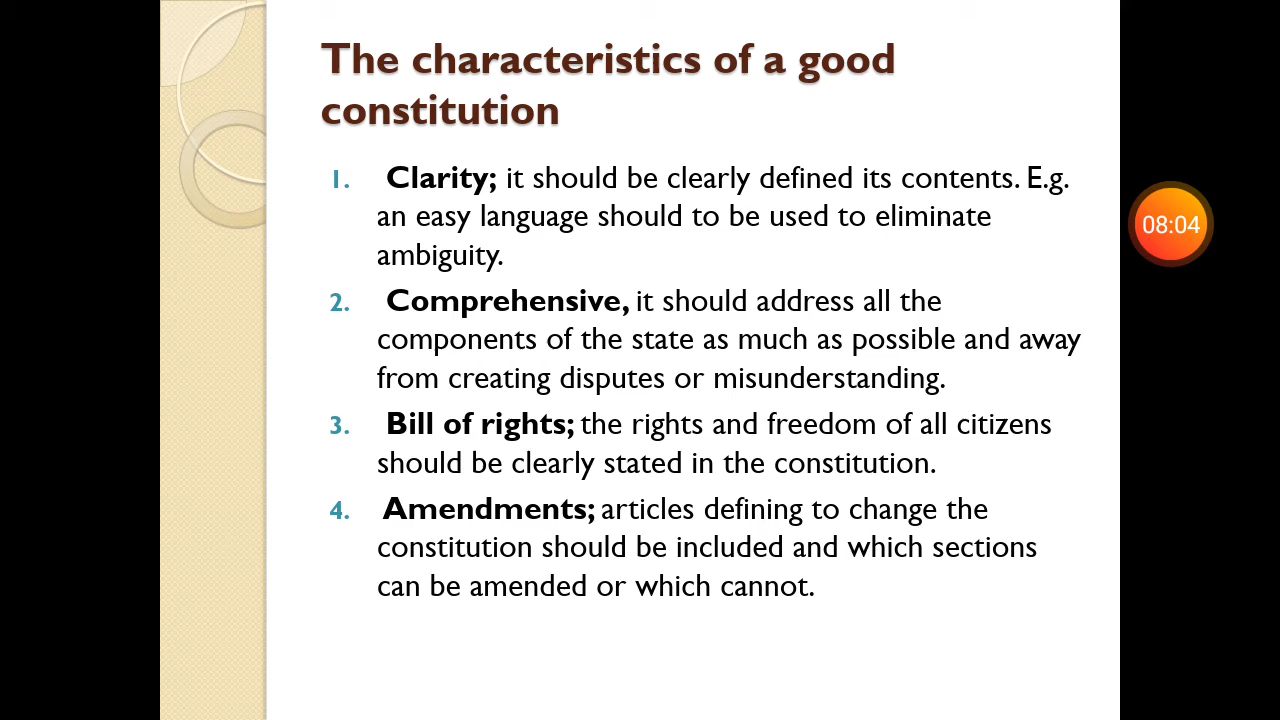 The characteristics of a good
constitution
1. Clarity; it should be clearly defined its contents. E.g.
an easy language should to be used to eliminate
ambiguity.
2. Comprehensive, it should address all the
components of the state as much as possible and away
from creating disputes or misunderstanding.
3. Bill of rights; the rights and freedom of all citizens
should be clearly stated in the constitution.
4. Amendments; articles defining to change the
constitution should be included and which sections
can be amended or which cannot.
08:04